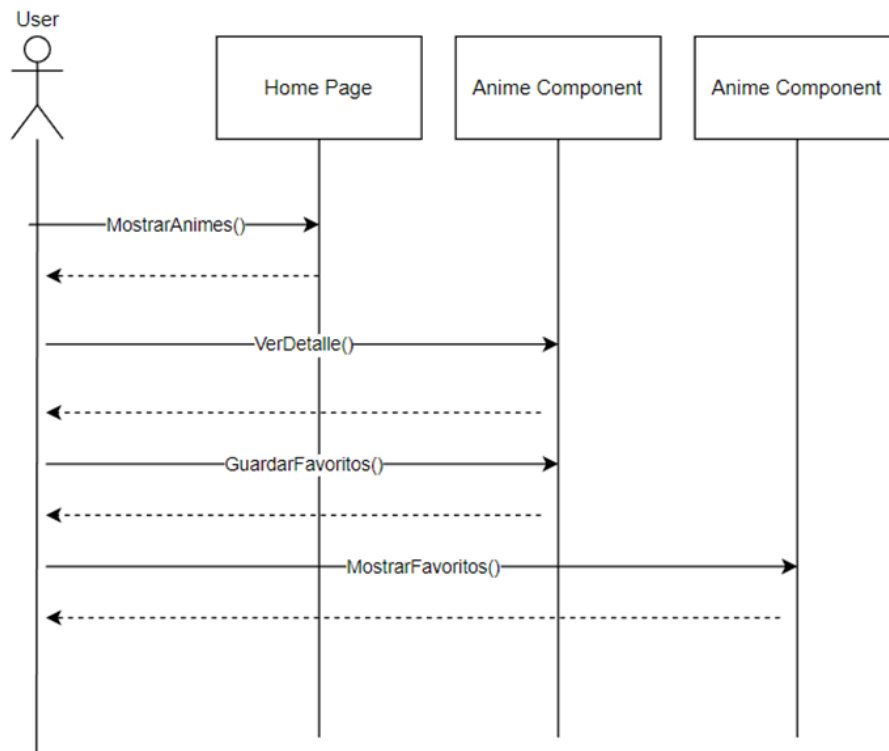 User
Home Page
Anime Component
Anime Component
MostrarAnimes()
VerDetalle()
GuardarFavoritos()
MostrarFavoritos()